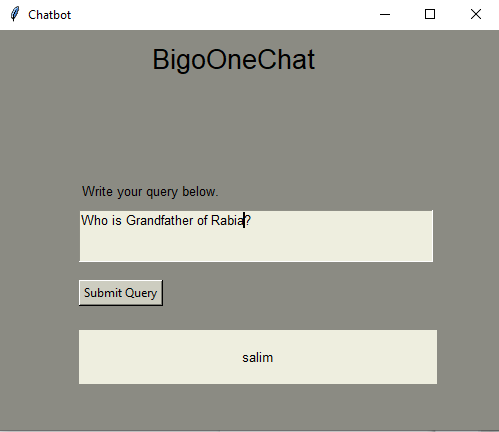 Chatbot
BigoOneChat
Write your query below.
Who is Grandfather of Rabia?
Submit Query
salim